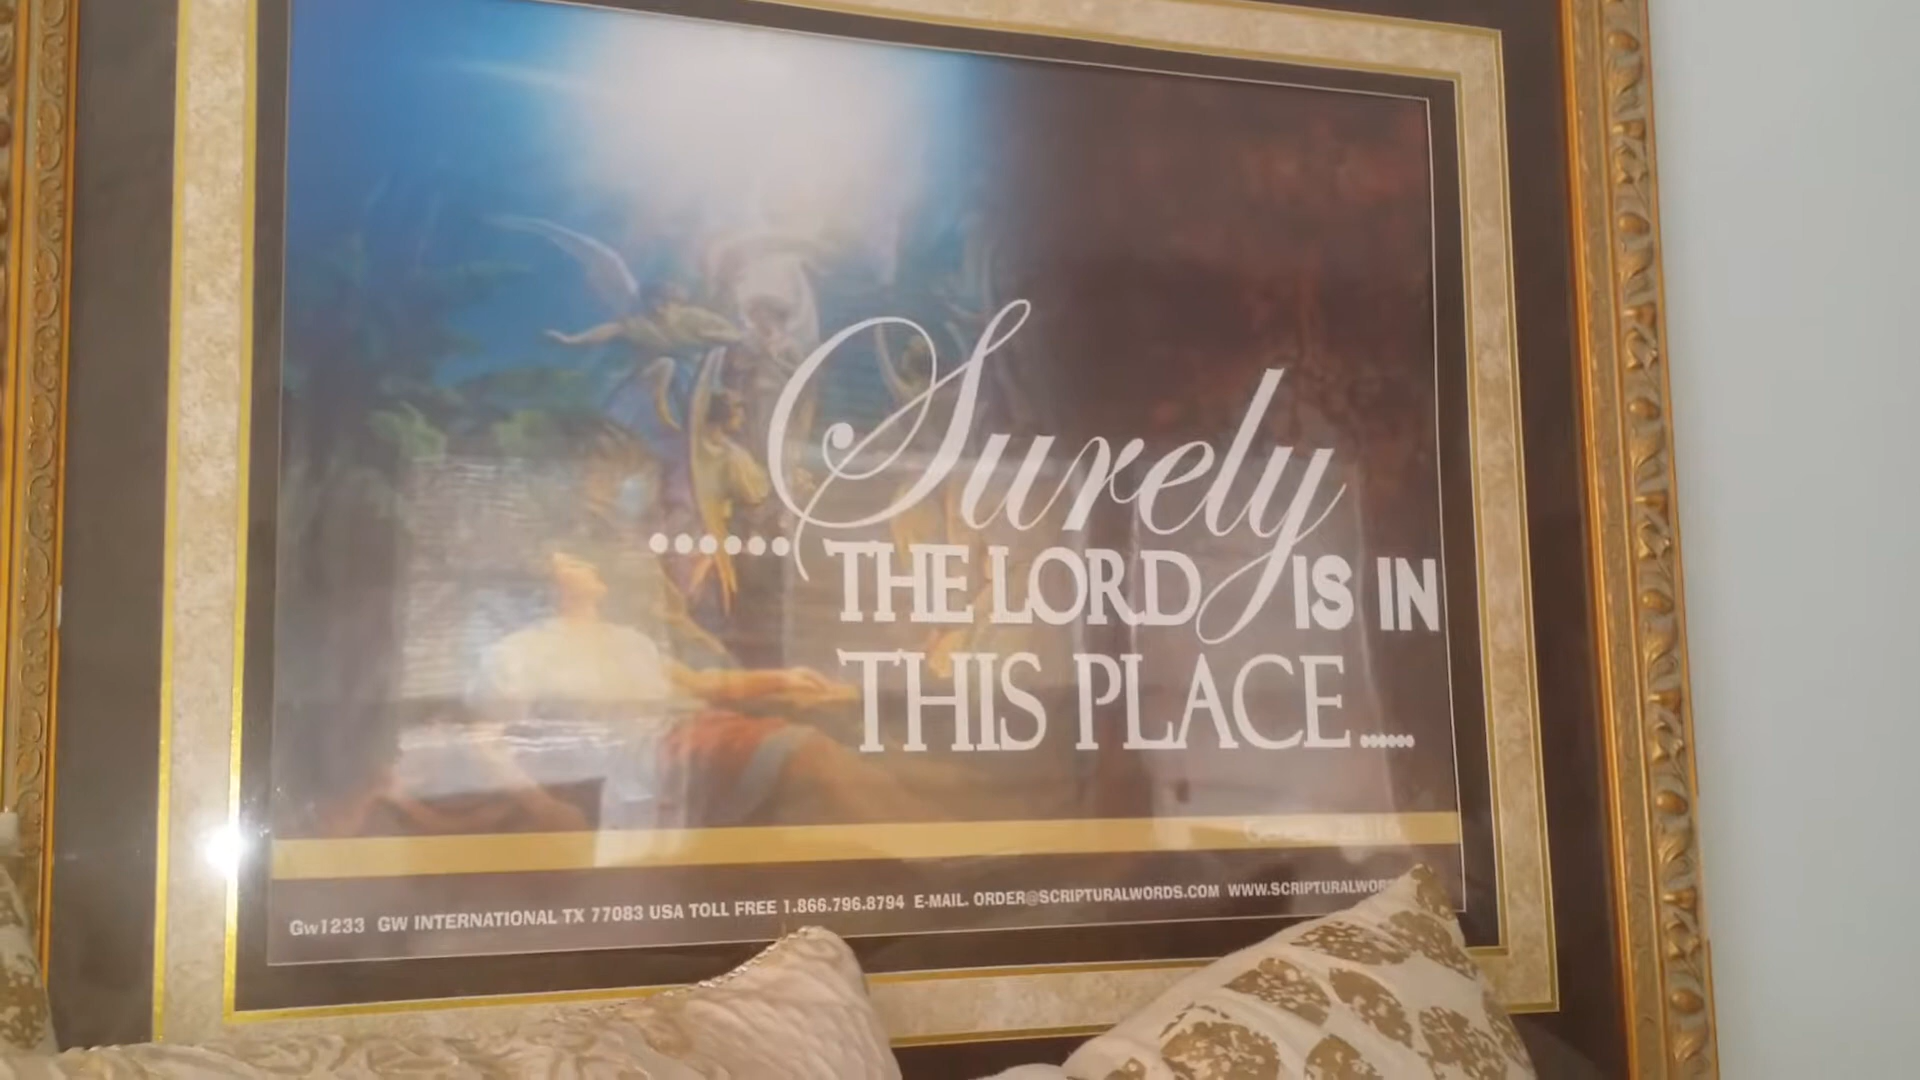 Surely
......THE LORD IS IN
THIS PLACE......
Gw1233 GW INTERNATIONAL TX 77083 USA TOLL FREE 1.866.796.8794 E-MAIL. ORDER@SCRIPTURALWORDS.COM